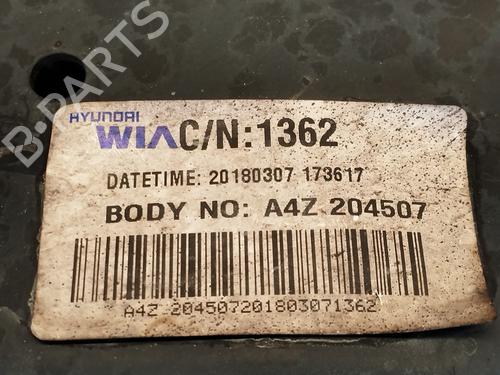 B-PARTS
HYUNDAI
WIA C/N:1362
DATETIME: 20180307 173617
BODY NO: A4Z 204507
A4Z 204507201803071362